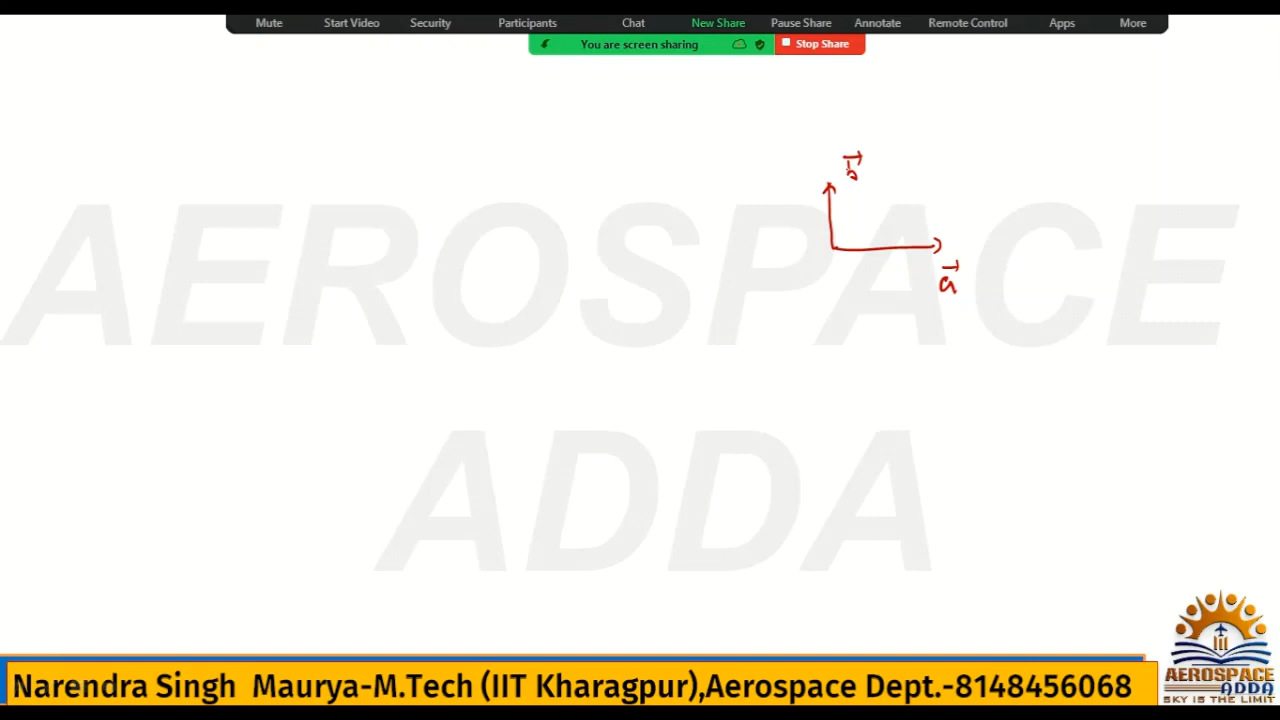 Mute Start Video Security Participants Chat New Share Pause Share Annotate Remote Control Apps More
You are screen sharing Stop Share
b
a
AEROSPACE
ADDA
Narendra Singh Maurya-M.Tech (IIT Kharagpur),Aerospace Dept.-8148456068
AEROSPACE
ADDA
SKY IS THE LIMIT